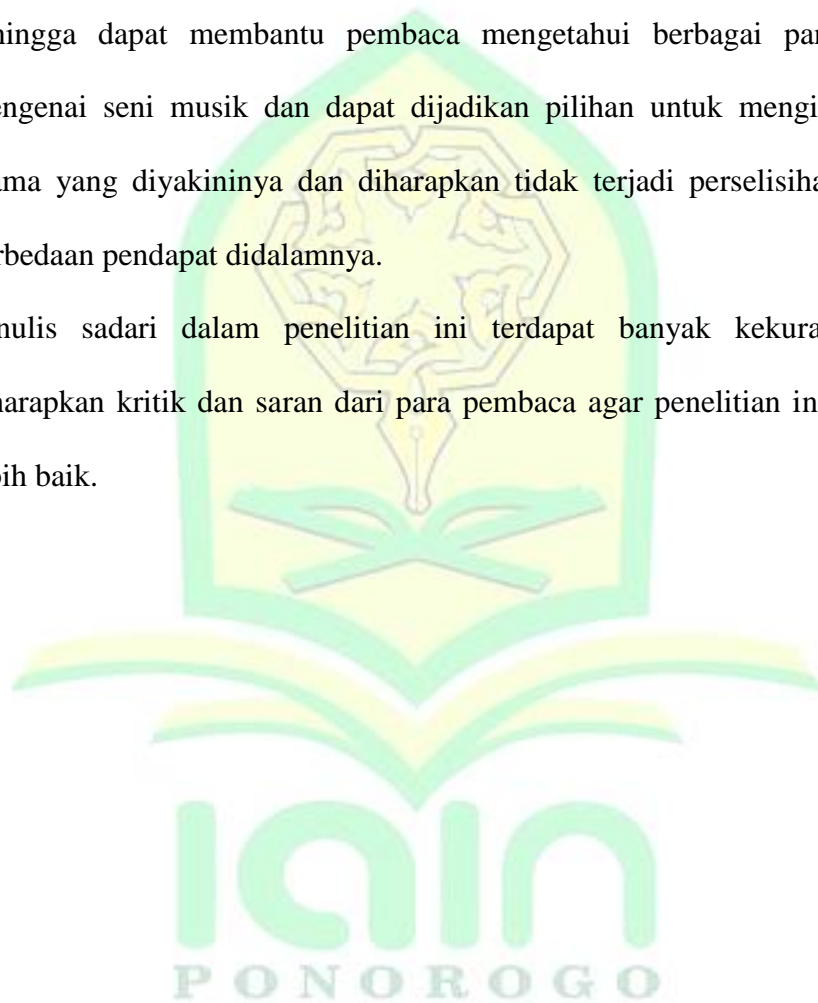 hingga dapat membantu pembaca mengetahui berbagai par
engenai seni musik dan dapat dijadikan pilihan untuk mengi
ama yang diyakininya dan diharapkan tidak terjadi perselisiha
rbedaan pendapat didalamnya.
nulis sadari dalam penelitian ini terdapat banyak kekura
harapkan kritik dan saran dari para pembaca agar penelitian in
bih baik.
iain
PONOROGO